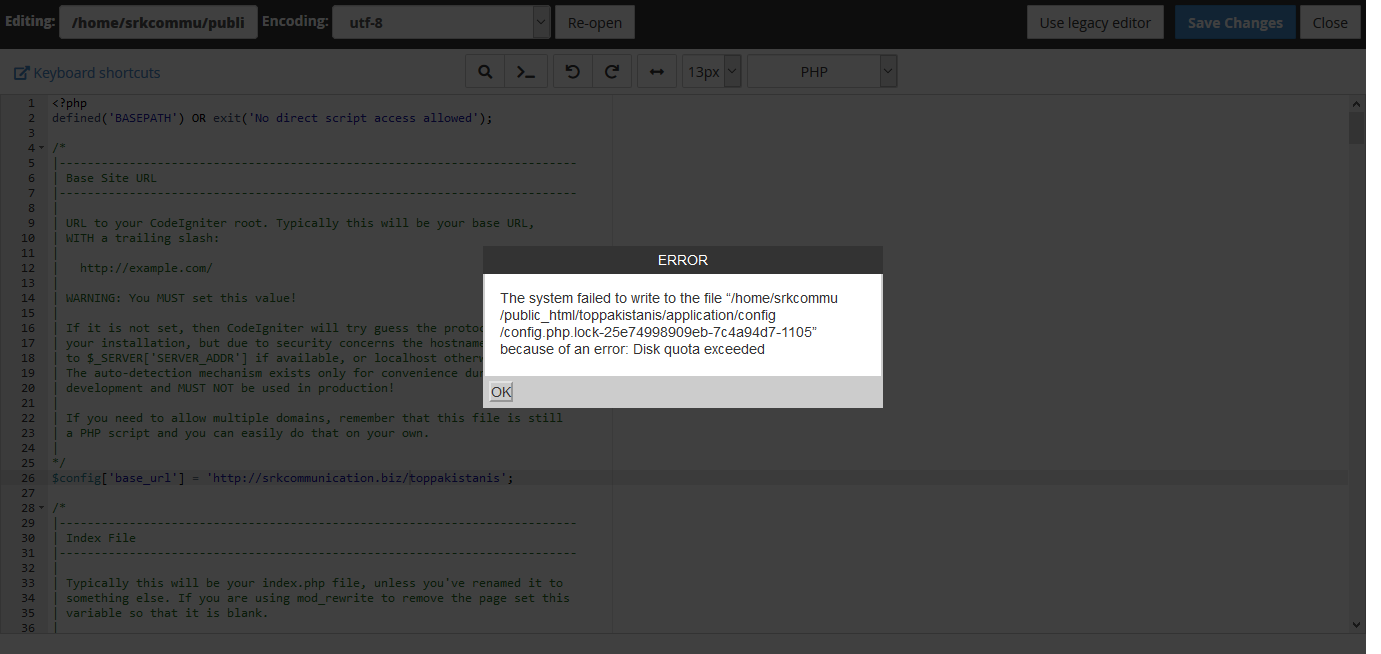 Editing: /home/srkcommu/publi Encoding: utf-8 Re-open Use legacy editor Save Changes Close
Keyboard shortcuts 13px PHP
1 <?php
2 defined('BASEPATH') OR exit('No direct script access allowed');
3
4 /*
5 |--------------------------------------------------------------------------
6 | Base Site URL
7 |--------------------------------------------------------------------------
8 |
9 | URL to your CodeIgniter root. Typically this will be your base URL,
10 | WITH a trailing slash:
11 |
12 | http://example.com/
13 |
14 | WARNING: You MUST set this value!
15 |
16 | If it is not set, then CodeIgniter will try guess the protoc
17 | your installation, but due to security concerns the hostname
18 | to $_SERVER['SERVER_ADDR'] if available, or localhost otherw
19 | The auto-detection mechanism exists only for convenience dur
20 | development and MUST NOT be used in production!
21 |
22 | If you need to allow multiple domains, remember that this file is still
23 | a PHP script and you can easily do that on your own.
24 |
25 */
26 $config['base_url'] = 'http://srkcommunication.biz/toppakistanis';
27
28 /*
29 |--------------------------------------------------------------------------
30 | Index File
31 |--------------------------------------------------------------------------
32 |
33 | Typically this will be your index.php file, unless you've renamed it to
34 | something else. If you are using mod_rewrite to remove the page set this
35 | variable so that it is blank.
36 |
ERROR
The system failed to write to the file “/home/srkcommu
/public_html/toppakistanis/application/config
/config.php.lock-25e74998909eb-7c4a94d7-1105”
because of an error: Disk quota exceeded
OK